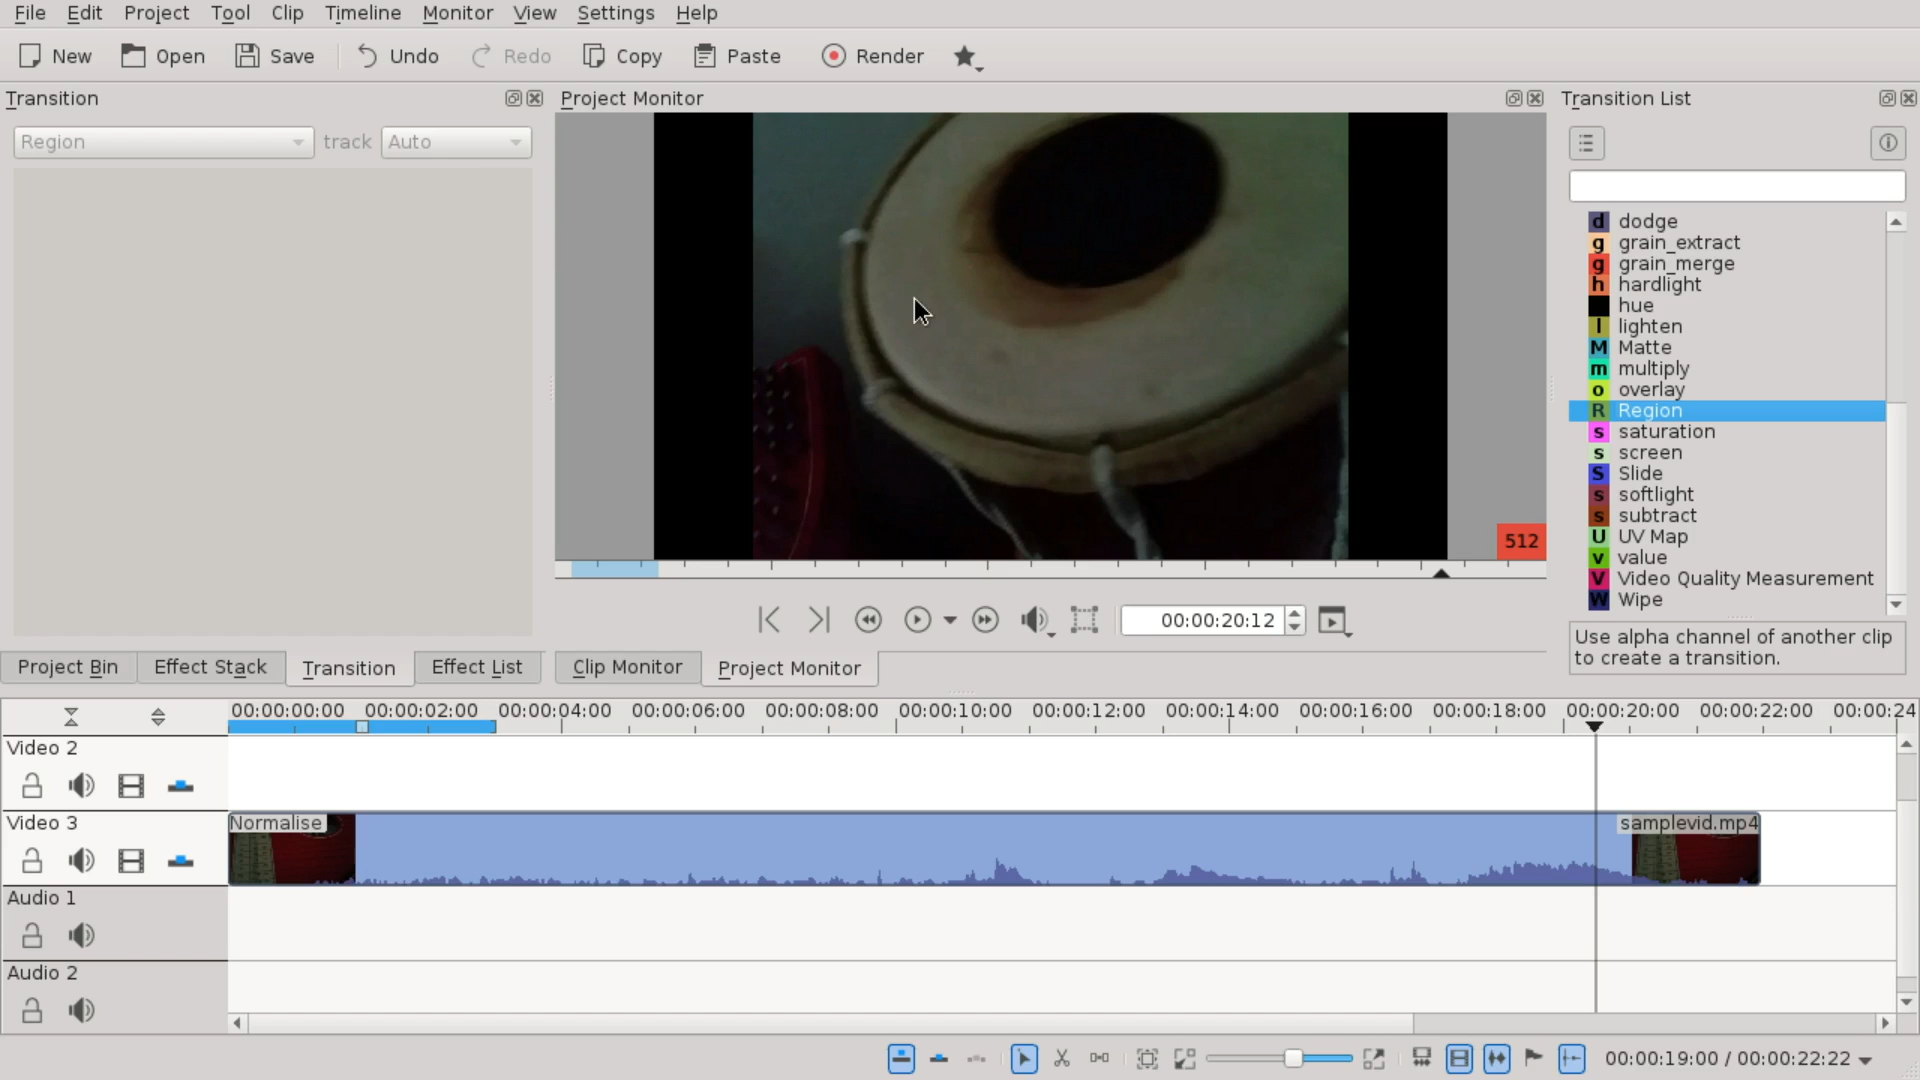 File Edit Project Tool Clip Timeline Monitor View Settings Help
New Open Save Undo Redo Copy Paste Render
Transition
Region track Auto
Project Monitor
512
00:00:20:12
Transition List
d dodge
g grain_extract
g grain_merge
h hardlight
hue
l lighten
M Matte
m multiply
o overlay
R Region
s saturation
s screen
S Slide
s softlight
s subtract
U UV Map
v value
V Video Quality Measurement
W Wipe
Use alpha channel of another clip
to create a transition.
Project Bin Effect Stack Transition Effect List Clip Monitor Project Monitor
00:00:00:00 00:00:02:00 00:00:04:00 00:00:06:00 00:00:08:00 00:00:10:00 00:00:12:00 00:00:14:00 00:00:16:00 00:00:18:00 00:00:20:00 00:00:22:00 00:00:24
Video 2
Video 3
Normalise samplevid.mp4
Audio 1
Audio 2
00:00:19:00 / 00:00:22:22